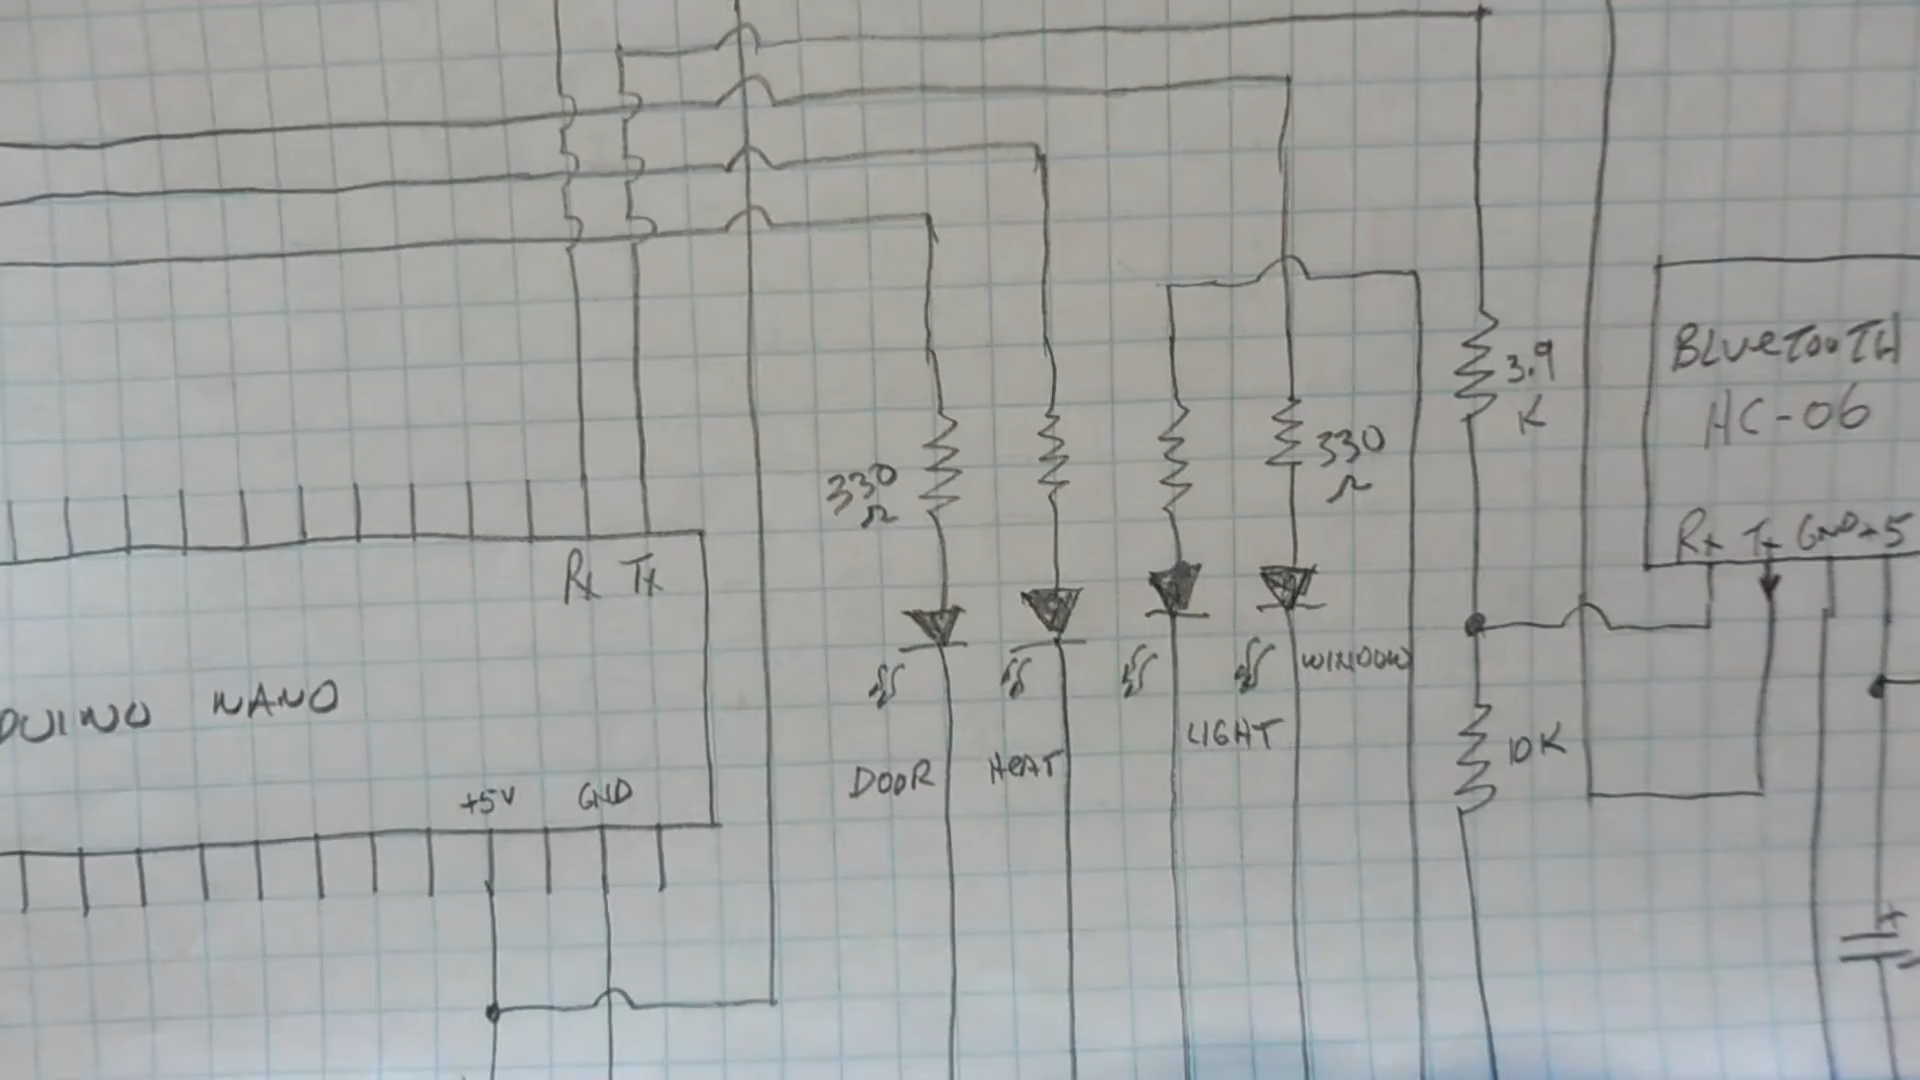 BLUETOOTH
HC-06
Rx Tx GND +5
3.9
K
330
Ω
330
Ω
Rx Tx
WINDOW
LIGHT
HEAT
DOOR
10K
DUINO NANO
+5V GND
+